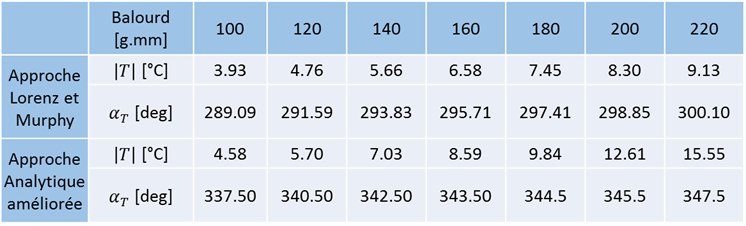 Balourd [g.mm] 100 120 140 160 180 200 220
Approche Lorenz et Murphy |T| [°C] 3.93 4.76 5.66 6.58 7.45 8.30 9.13
α_T [deg] 289.09 291.59 293.83 295.71 297.41 298.85 300.10
Approche Analytique améliorée |T| [°C] 4.58 5.70 7.03 8.59 9.84 12.61 15.55
α_T [deg] 337.50 340.50 342.50 343.50 344.5 345.5 347.5